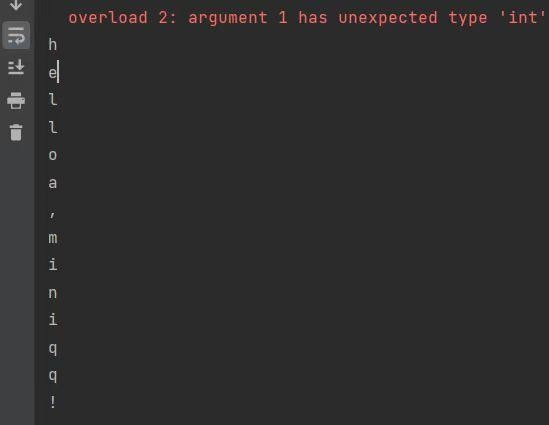 overload 2: argument 1 has unexpected type 'int'
h
e
l
l
o
a
,
m
i
n
i
q
q
!